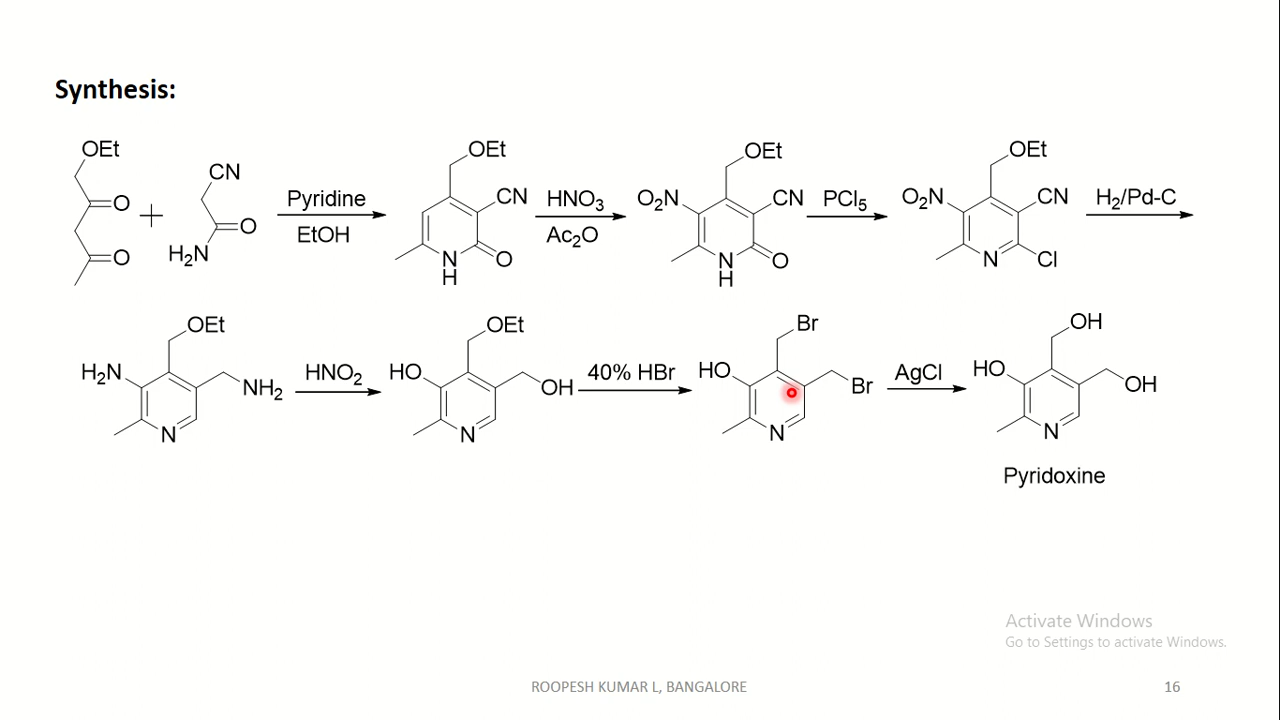 Synthesis:
OEt
O
O
+
CN
O
H₂N
Pyridine
EtOH
OEt
CN
O
N
H
HNO₃
Ac₂O
OEt
O₂N
CN
O
N
H
PCl₅
OEt
O₂N
CN
N
Cl
H₂/Pd-C
OEt
H₂N
NH₂
N
HNO₂
OEt
HO
OH
N
40% HBr
Br
HO
Br
N
AgCl
OH
HO
OH
N
Pyridoxine
Activate Windows
Go to Settings to activate Windows.
ROOPESH KUMAR L, BANGALORE
16